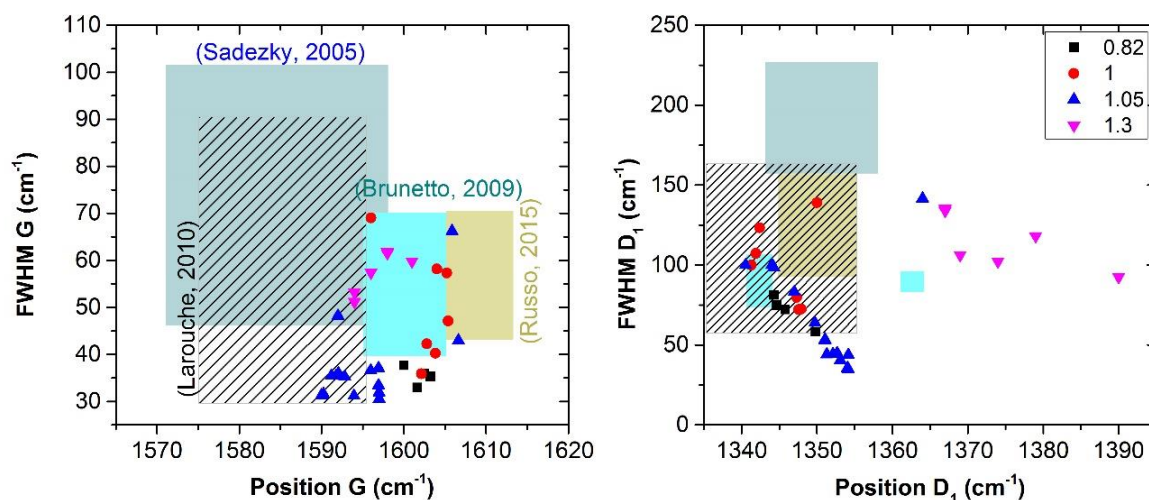 110
100
90
80
70
60
50
40
30
FWHM G (cm⁻¹)
(Sadezky, 2005)
(Brunetto, 2009)
(Larouche, 2010)
(Russo, 2015)
1570 1580 1590 1600 1610 1620
Position G (cm⁻¹)
250
200
150
100
50
0
FWHM D₁ (cm⁻¹)
0.82
1
1.05
1.3
1340 1350 1360 1370 1380 1390
Position D₁ (cm⁻¹)